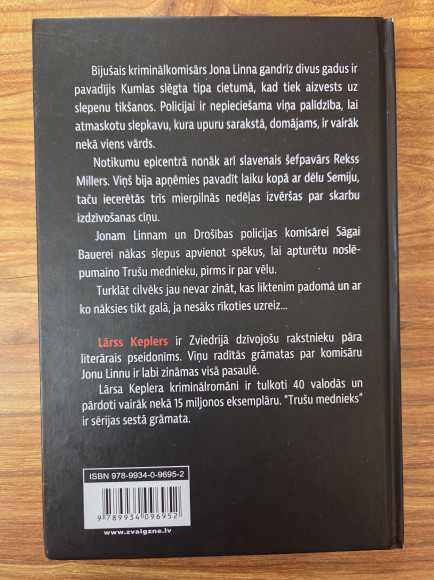 Bijušais kriminālkomisārs Jona Linna gandrīz divus gadus ir
pavadījis Kumlas slēgta tipa cietumā, kad tiek aizvests uz
slepenu tikšanos. Policijai ir nepieciešama viņa palīdzība, lai
atmaskotu slepkavu, kura upuru sarakstā, domājams, ir vairāk
nekā viens vārds.
Notikumu epicentrā nonāk arī slavenais šefpavārs Rekss
Millers. Viņš bija apņēmies pavadīt laiku kopā ar dēlu Semiju,
taču iecerētās trīs mierpilnās nedēļas izvēršas par skarbu
izdzīvošanas cīņu.
Jonam Linnam un Drošības policijas komisārei Sāgai
Bauerei nākas slepus apvienot spēkus, lai apturētu noslē-
pumaino Trušu mednieku, pirms ir par vēlu.
Turklāt cilvēks jau nevar zināt, kas liktenim padomā un ar
ko nāksies tikt galā, ja nesāks rīkoties uzreiz...
Lārss Keplers ir Zviedrijā dzīvojošu rakstnieku pāra
literārais pseidonīms. Viņu radītās grāmatas par komisāru
Jonu Linnu ir labi zināmas visā pasaulē.
Lārsa Keplera kriminālromāni ir tulkoti 40 valodās un
pārdoti vairāk nekā 15 miljonos eksemplāru. "Trušu mednieks"
ir sērijas sestā grāmata.
ISBN 978-9934-0-9695-2
9 789934 096952
www.zvaigzne.lv